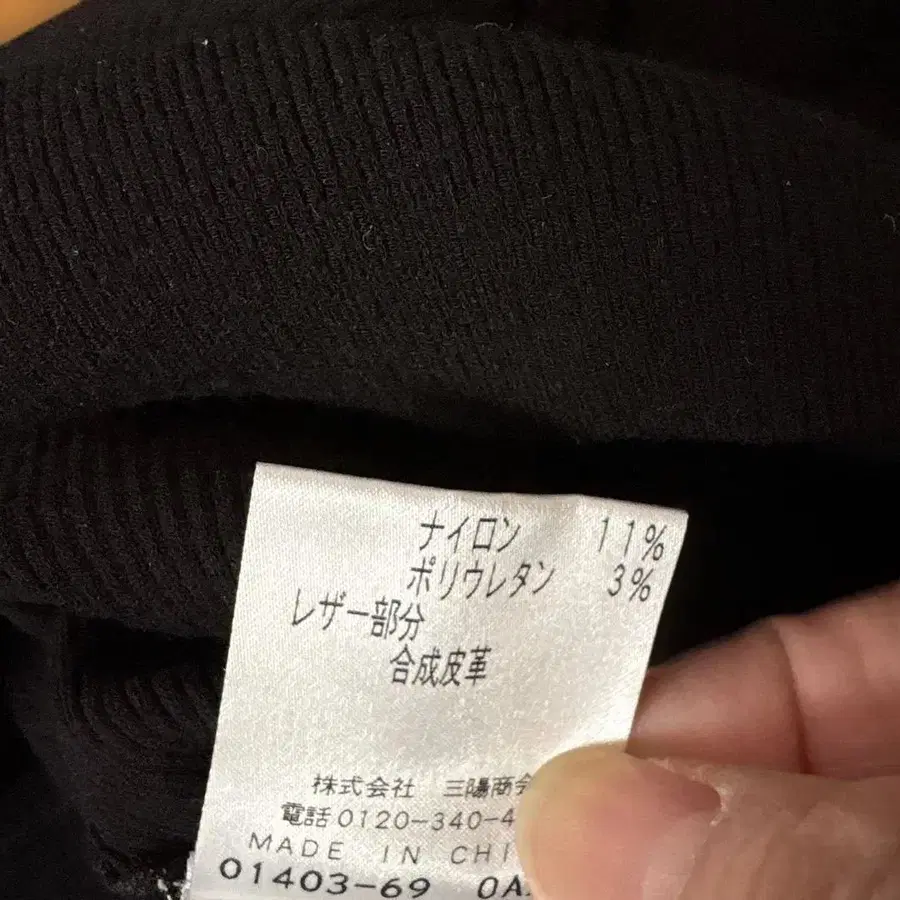 ナイロン 11%
ポリウレタン 3%
レザー部分
合成皮革
株式会社 三陽商会
電話0120-340-4
MADE IN CHI
01403-69 0A